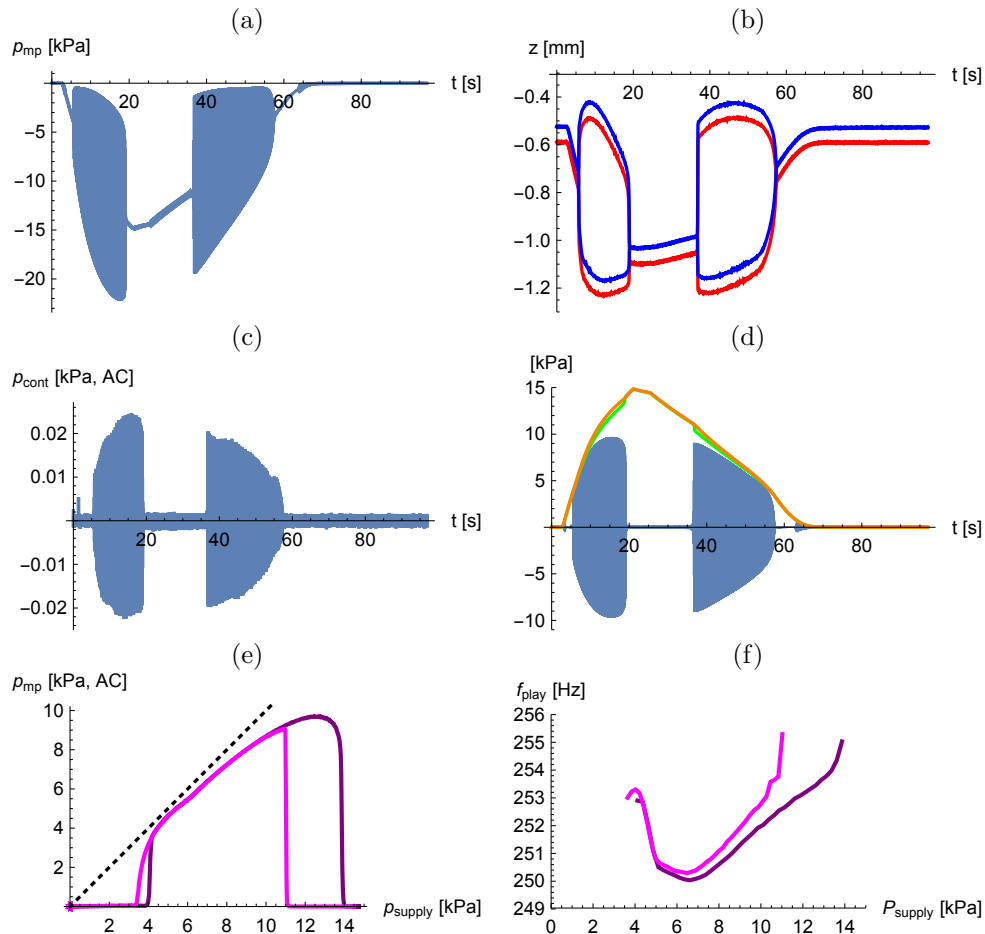 (a)
p_mp [kPa]
t [s]
20 40 60 80
−5
−10
−15
−20
(b)
z [mm]
t [s]
20 40 60 80
−0.4
−0.6
−0.8
−1.0
−1.2
(c)
p_cont [kPa, AC]
0.02
0.01
t [s]
20 40 60 80
−0.01
−0.02
(d)
[kPa]
15
10
5
t [s]
20 40 60 80
−5
−10
(e)
p_mp [kPa, AC]
10
8
6
4
2
2 4 6 8 10 12 14
p_supply [kPa]
(f)
f_play [Hz]
256
255
254
253
252
251
250
249
0 2 4 6 8 10 12 14
P_supply [kPa]